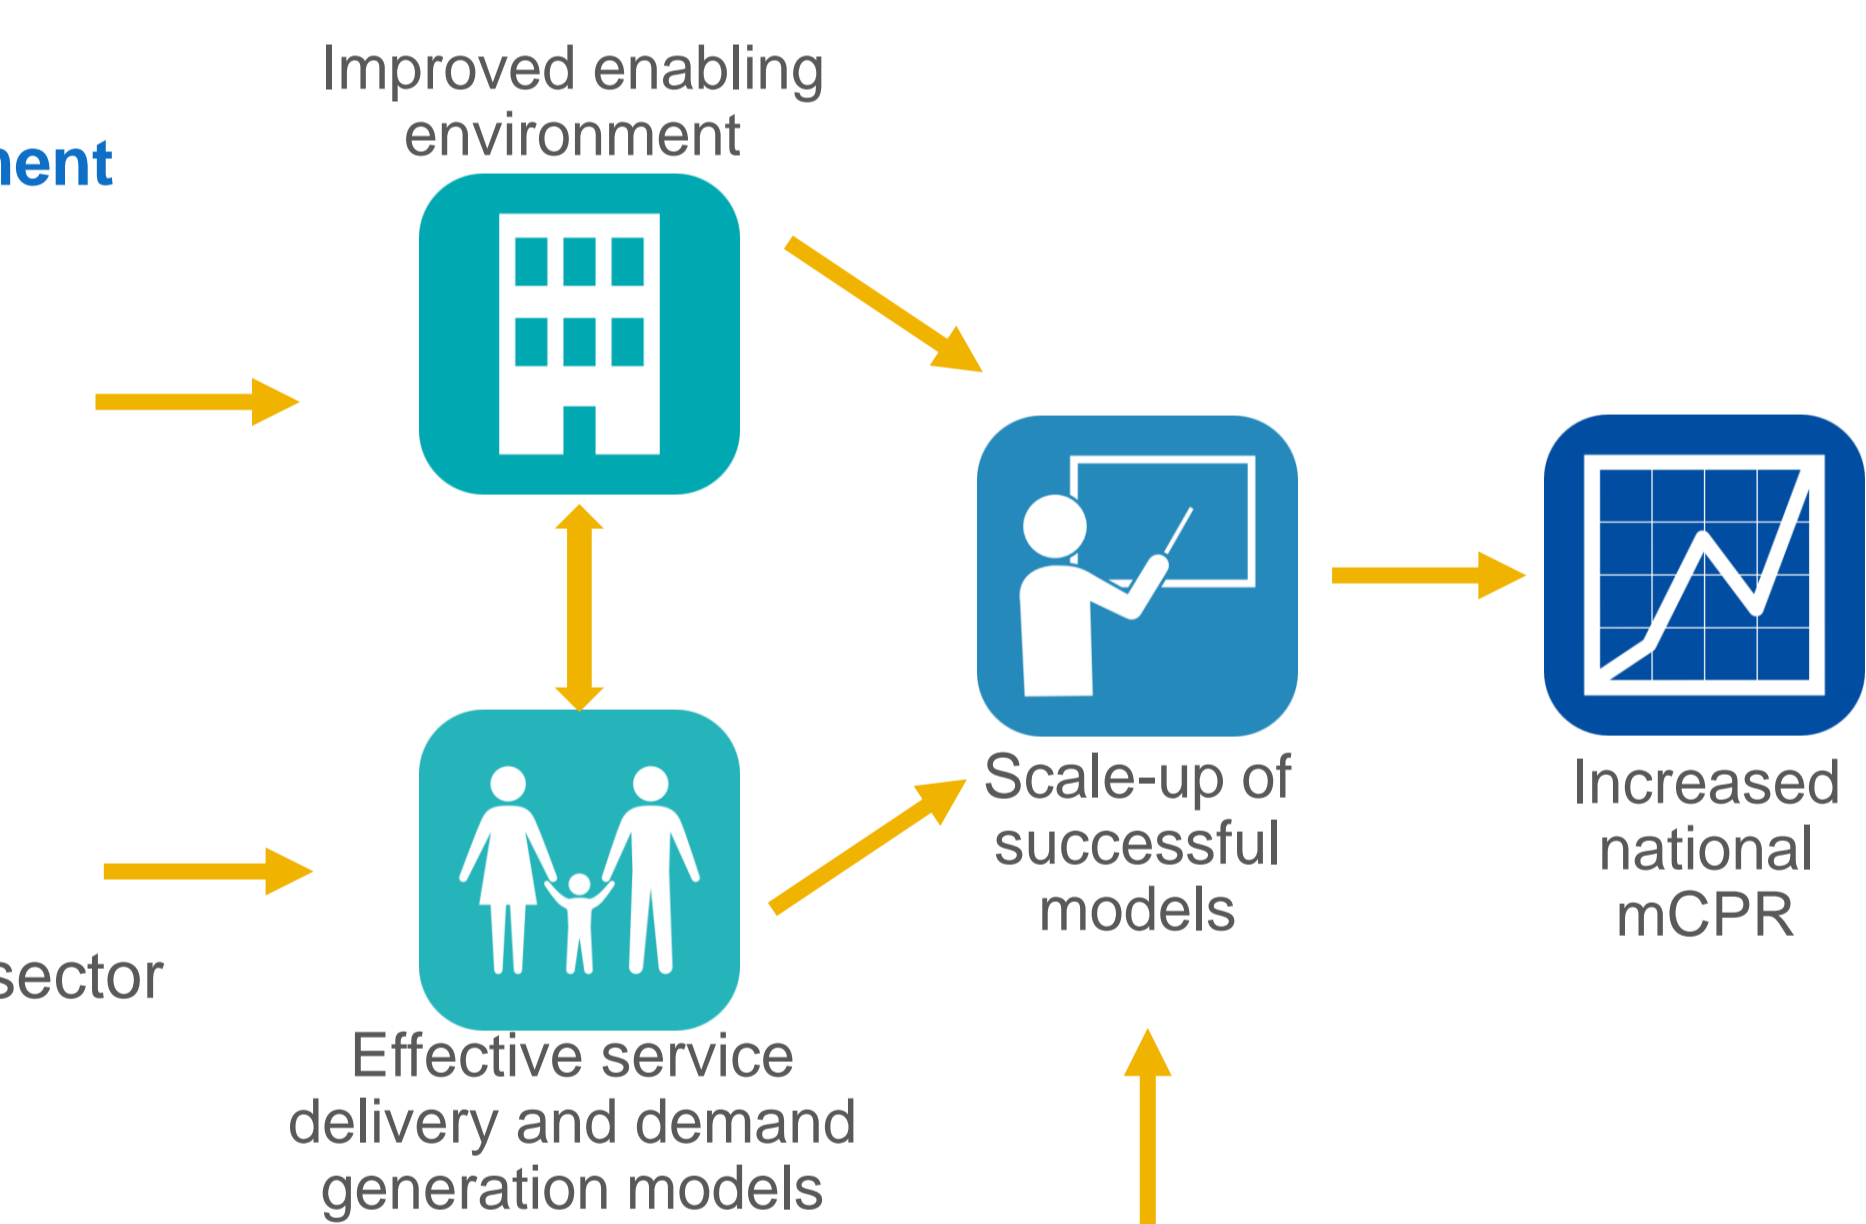 Improved enabling
environment
sector
Effective service
delivery and demand
generation models
Scale-up of
successful
models
Increased
national
mCPR